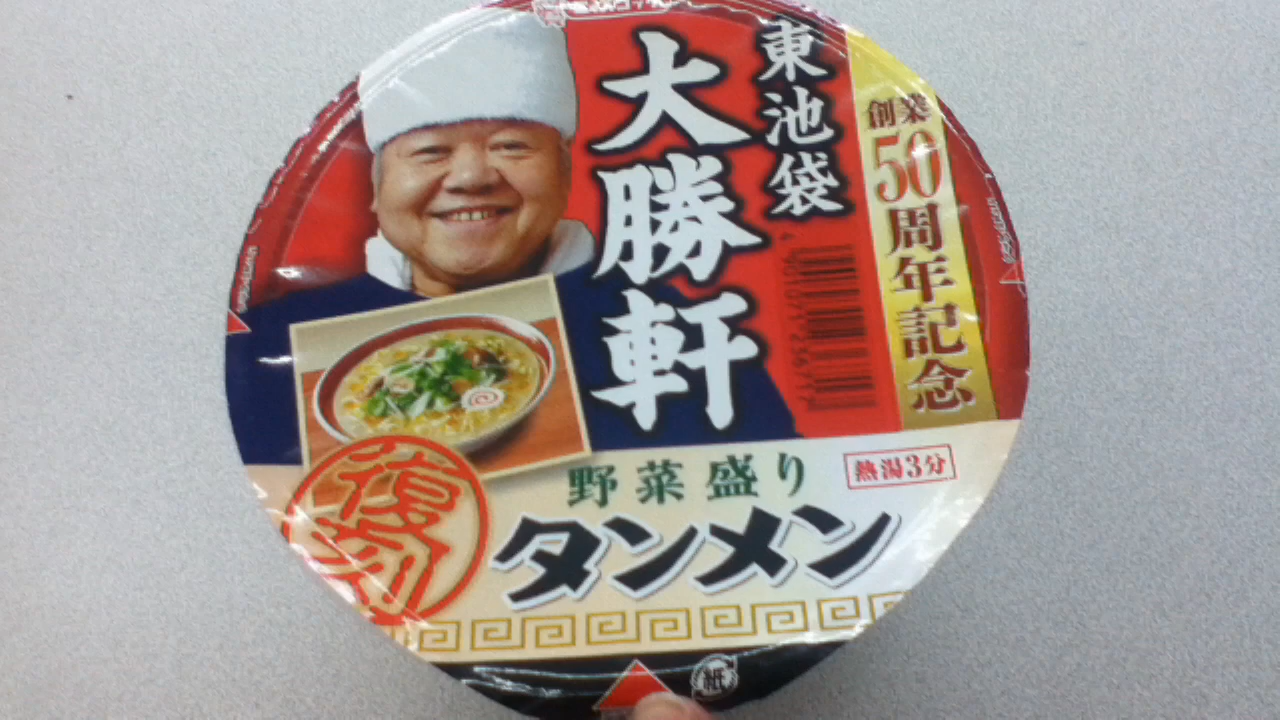 東池袋
大勝軒
創業50周年記念
野菜盛り
タンメン
熱湯3分
復刻
紙